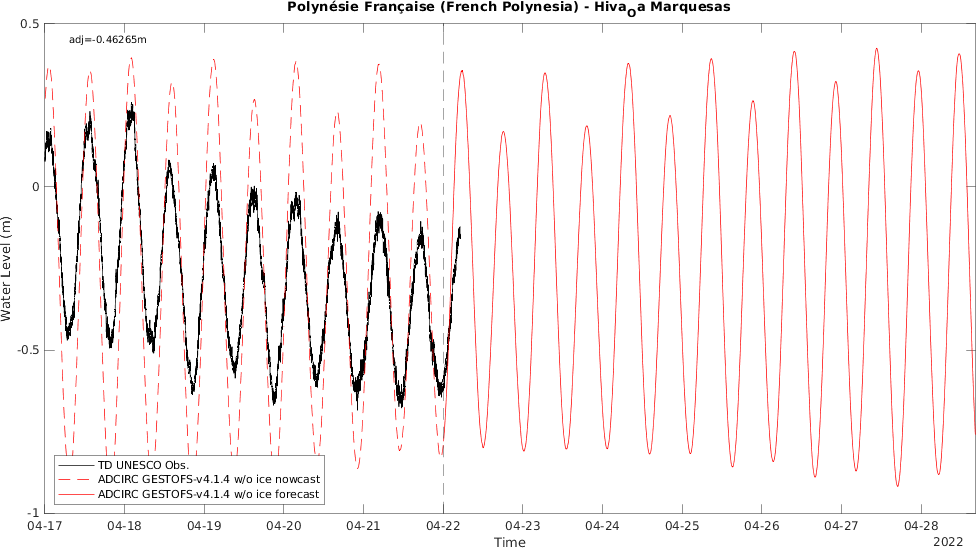 Polynésie Française (French Polynesia) - HivaOa Marquesas
adj=-0.46265m
0.5
0
-0.5
-1
Water Level (m)
TD UNESCO Obs.
ADCIRC GESTOFS-v4.1.4 w/o ice nowcast
ADCIRC GESTOFS-v4.1.4 w/o ice forecast
04-17 04-18 04-19 04-20 04-21 04-22 04-23 04-24 04-25 04-26 04-27 04-28
Time
2022